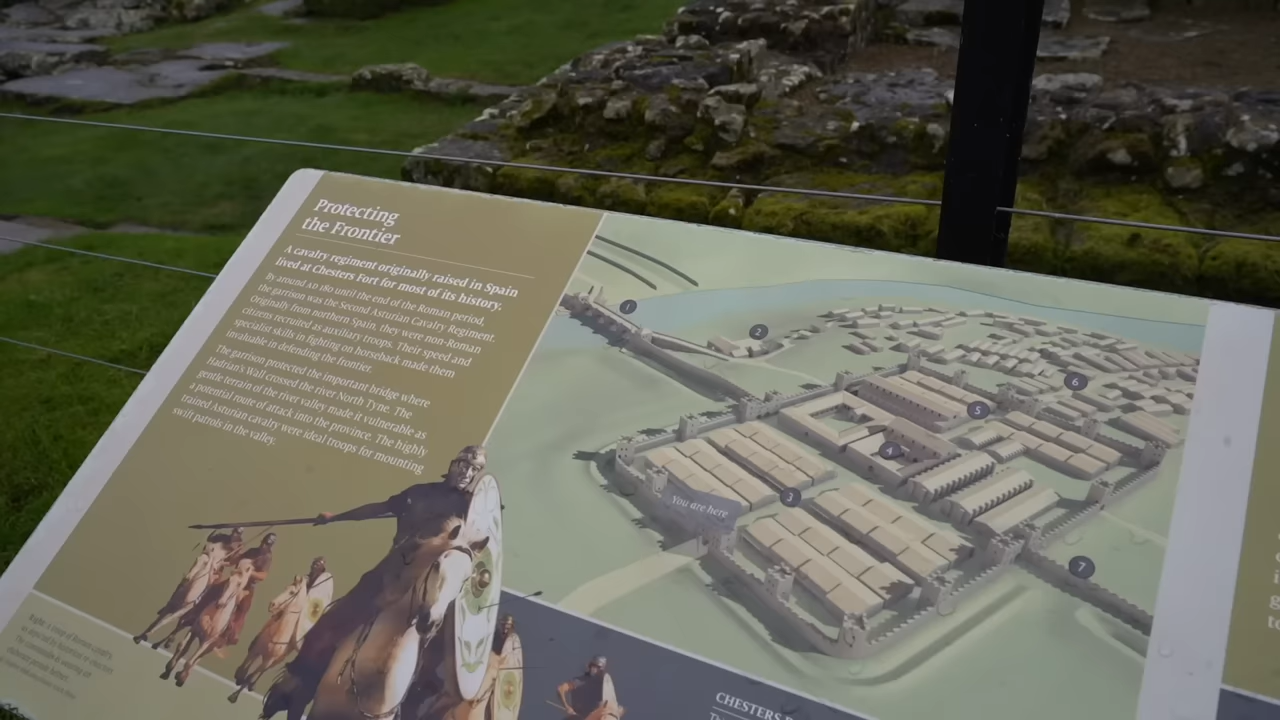 Protecting
the Frontier
A cavalry regiment originally raised in Spain
lived at Chesters Fort for most of its history.
By around AD 180 until the end of the Roman period,
the garrison was the Second Asturian Cavalry Regiment.
Originally from northern Spain, they were non-Roman
citizens recruited as auxiliary troops. Their speed and
specialist skills in fighting on horseback made them
invaluable in defending the frontier.
The garrison protected the important bridge where
Hadrian's Wall crossed the river North Tyne. The
gentle terrain of the river valley made it vulnerable as
a potential route of attack into the province. The highly
trained Asturian cavalry were ideal troops for mounting
swift patrols in the valley.
1
2
6
5
4
3
You are here
7
CHESTERS